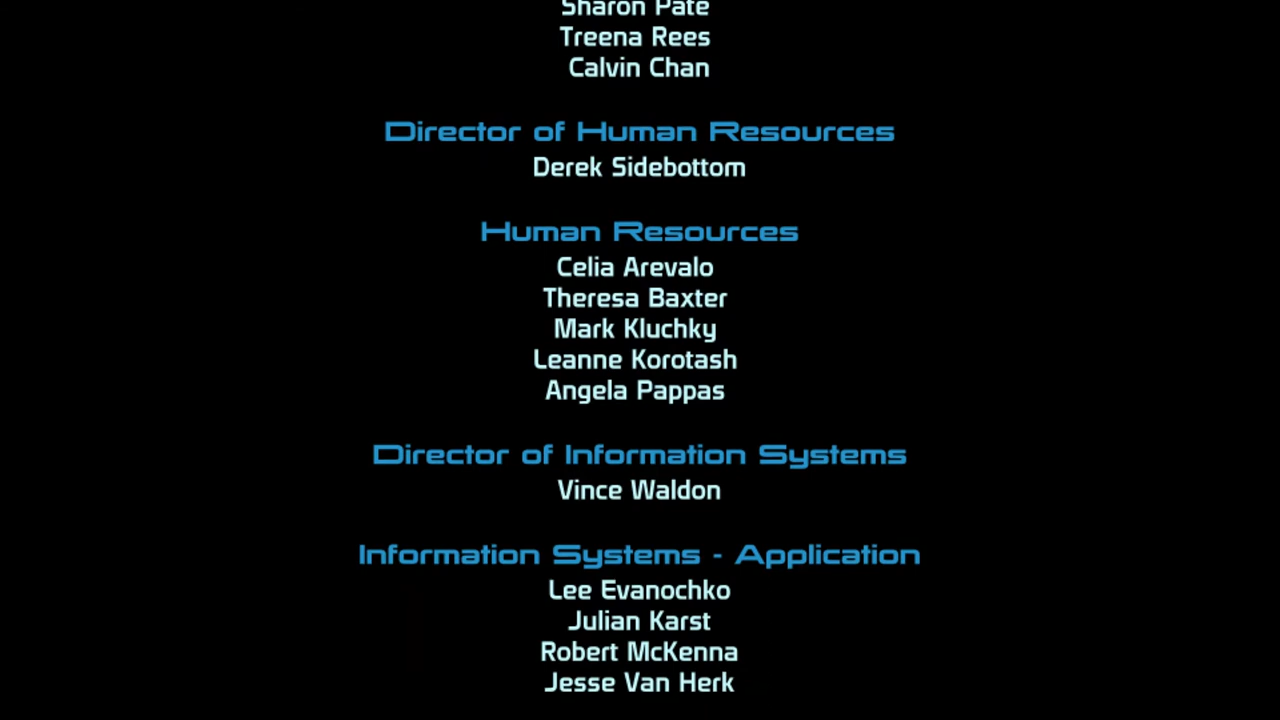 Sharon Pate
Treena Rees
Calvin Chan
Director of Human Resources
Derek Sidebottom
Human Resources
Celia Arevalo
Theresa Baxter
Mark Kluchky
Leanne Korotash
Angela Pappas
Director of Information Systems
Vince Waldon
Information Systems - Application
Lee Evanochko
Julian Karst
Robert McKenna
Jesse Van Herk